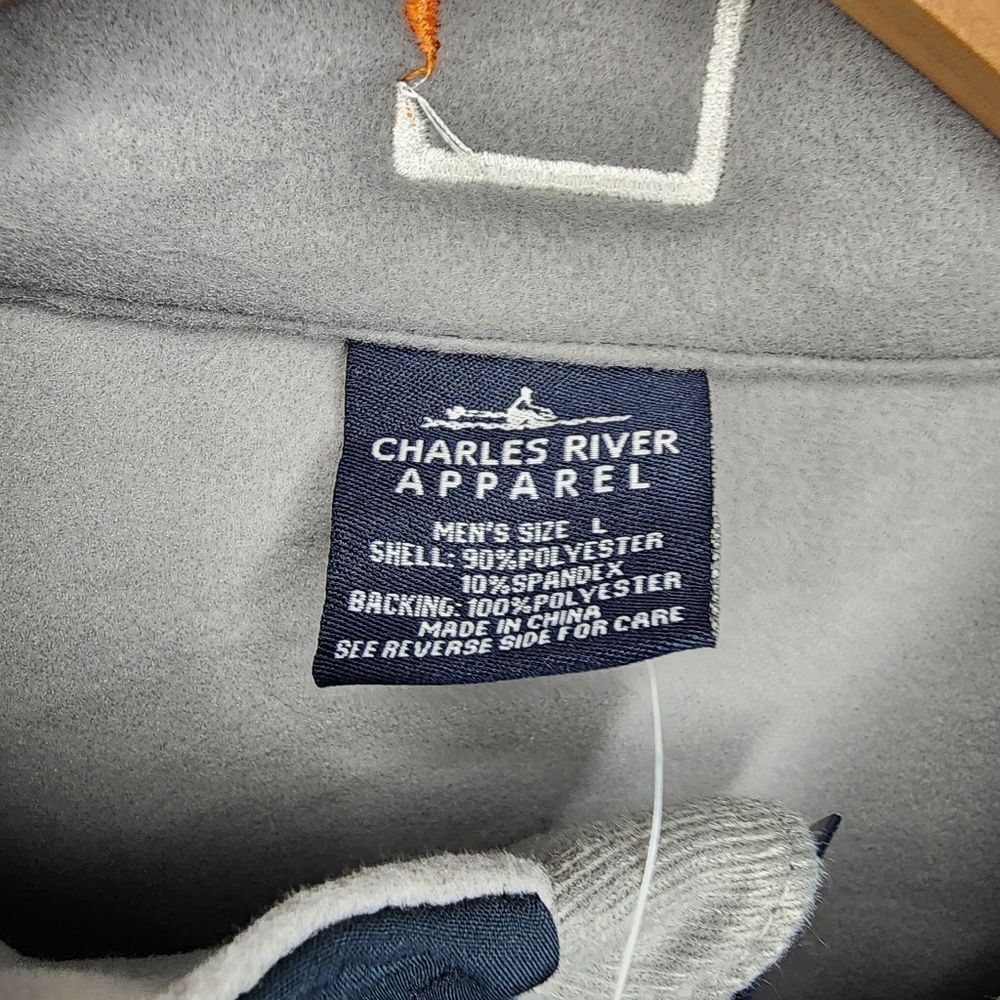 CHARLES RIVER
APPAREL
MEN'S SIZE L
SHELL: 90%POLYESTER
10%SPANDEX
BACKING: 100%POLYESTER
MADE IN CHINA
SEE REVERSE SIDE FOR CARE